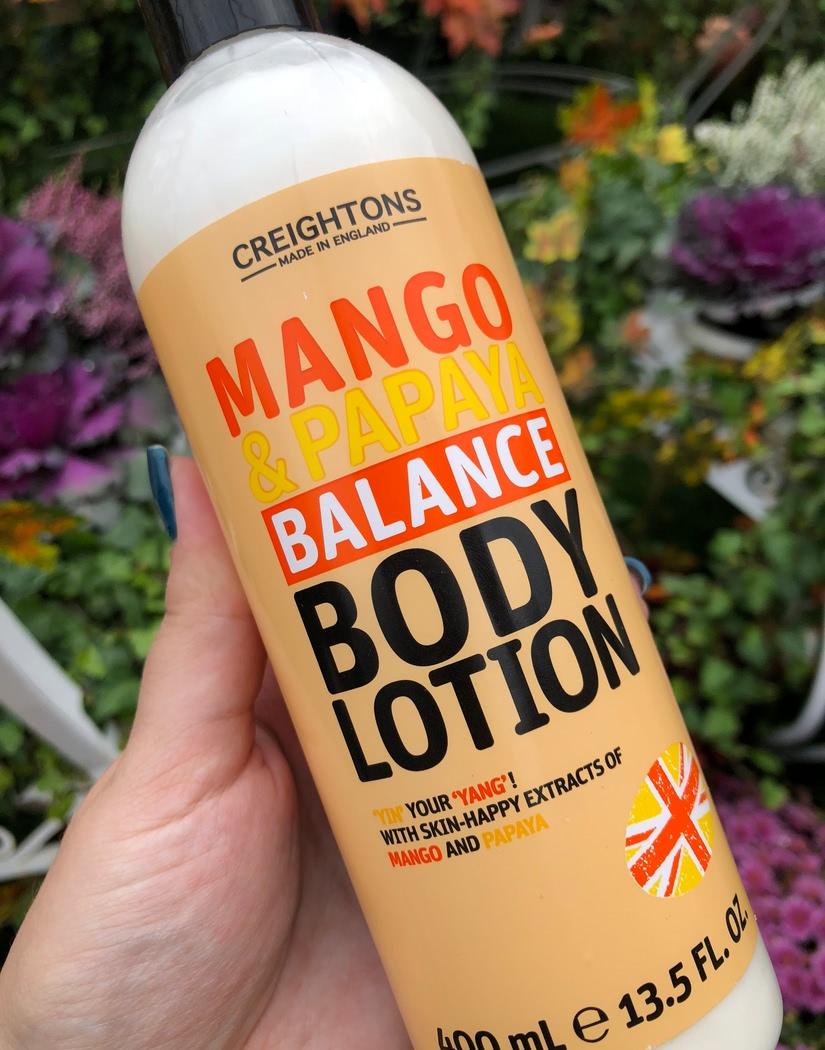 CREIGHTONS
MADE IN ENGLAND
MANGO
& PAPAYA
BALANCE
BODY
LOTION
'YIN' YOUR 'YANG'!
WITH SKIN-HAPPY EXTRACTS OF
MANGO AND PAPAYA
400 mL ℮ 13.5 FL. OZ.